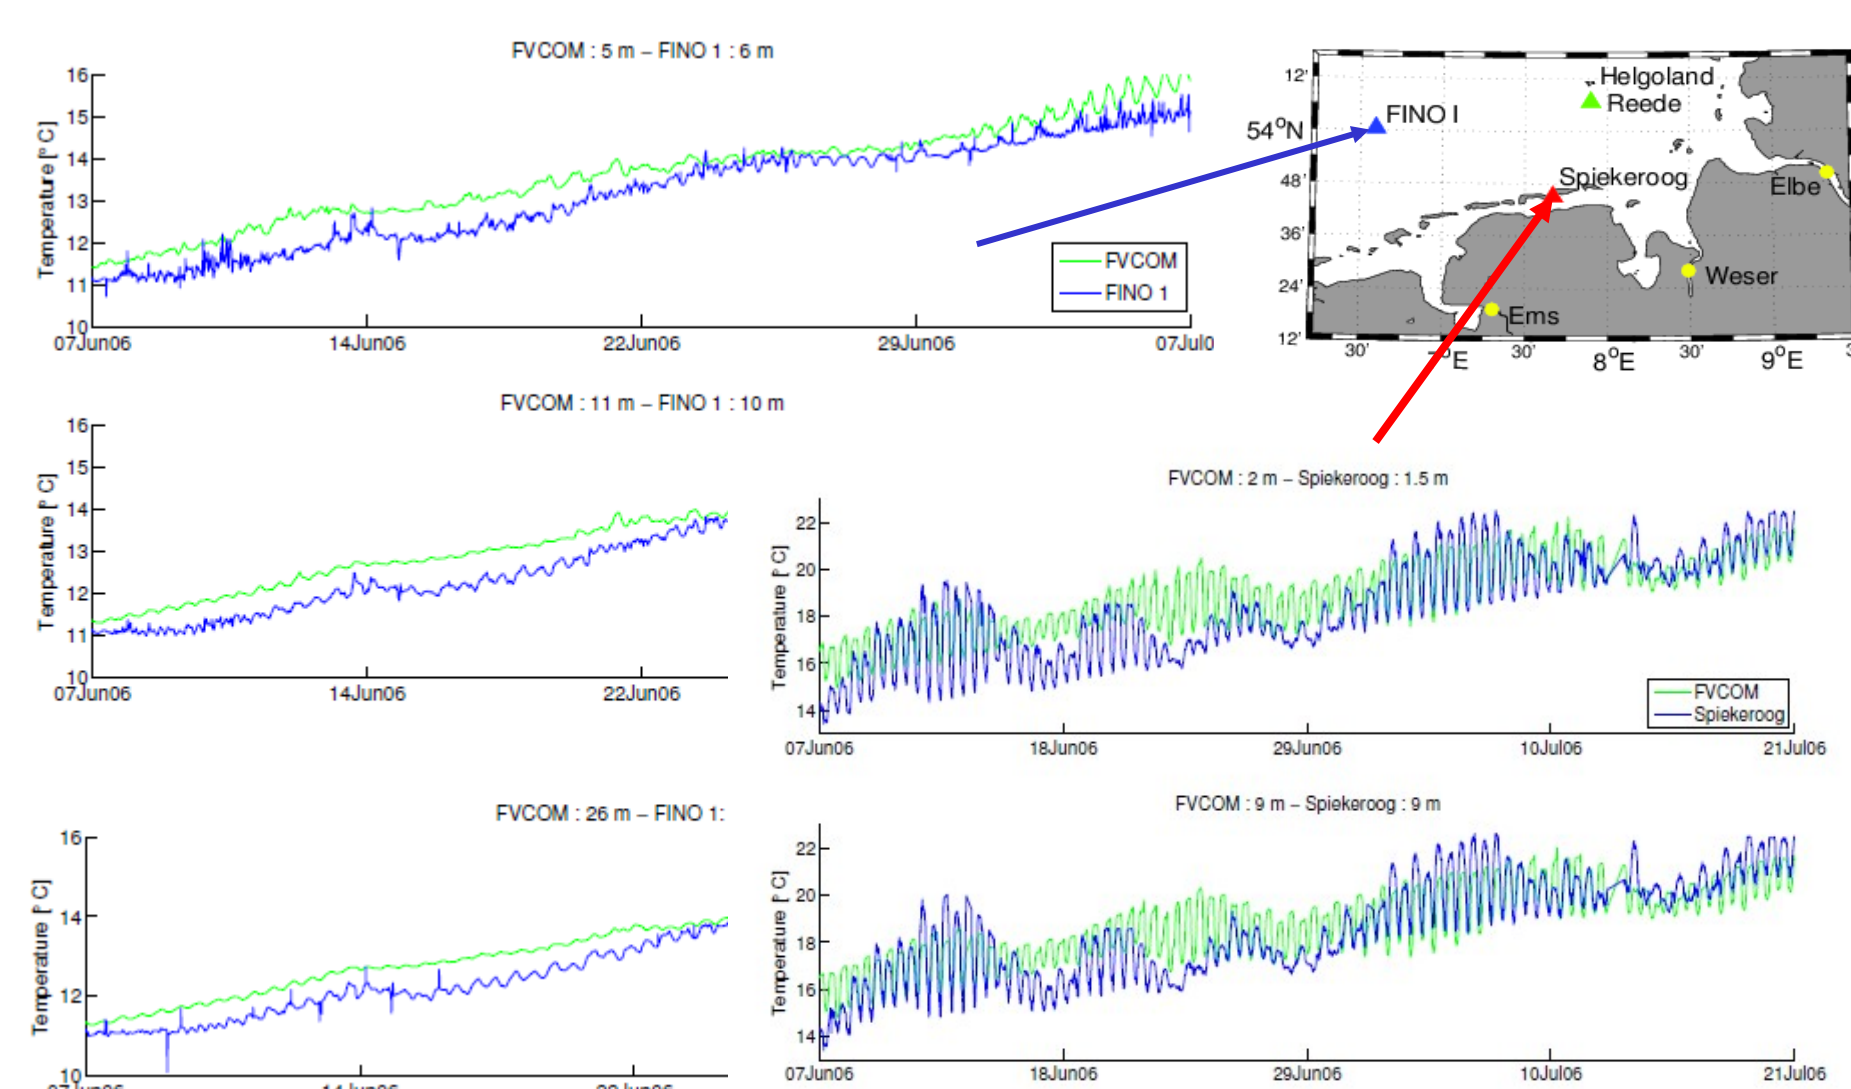 FVCOM : 5 m – FINO 1 : 6 m
16
15
14
13
12
11
10
Temperature [° C]
07Jun06 14Jun06 22Jun06 29Jun06 07Jul0
FVCOM
FINO 1
12'
54°N
48'
36'
24'
12'
Helgoland
Reede
FINO I
Spiekeroog
Elbe
Weser
Ems
30' °E 30' 8°E 30' 9°E
FVCOM : 11 m – FINO 1 : 10 m
16
15
14
13
12
11
10
Temperature [° C]
07Jun06 14Jun06 22Jun06
FVCOM : 2 m – Spiekeroog : 1.5 m
22
20
18
16
14
Temperature [° C]
FVCOM
Spiekeroog
07Jun06 18Jun06 29Jun06 10Jul06 21Jul06
FVCOM : 26 m – FINO 1:
16
14
12
10
Temperature [° C]
FVCOM : 9 m – Spiekeroog : 9 m
22
20
18
16
14
Temperature [° C]
07Jun06 18Jun06 29Jun06 10Jul06 21Jul06